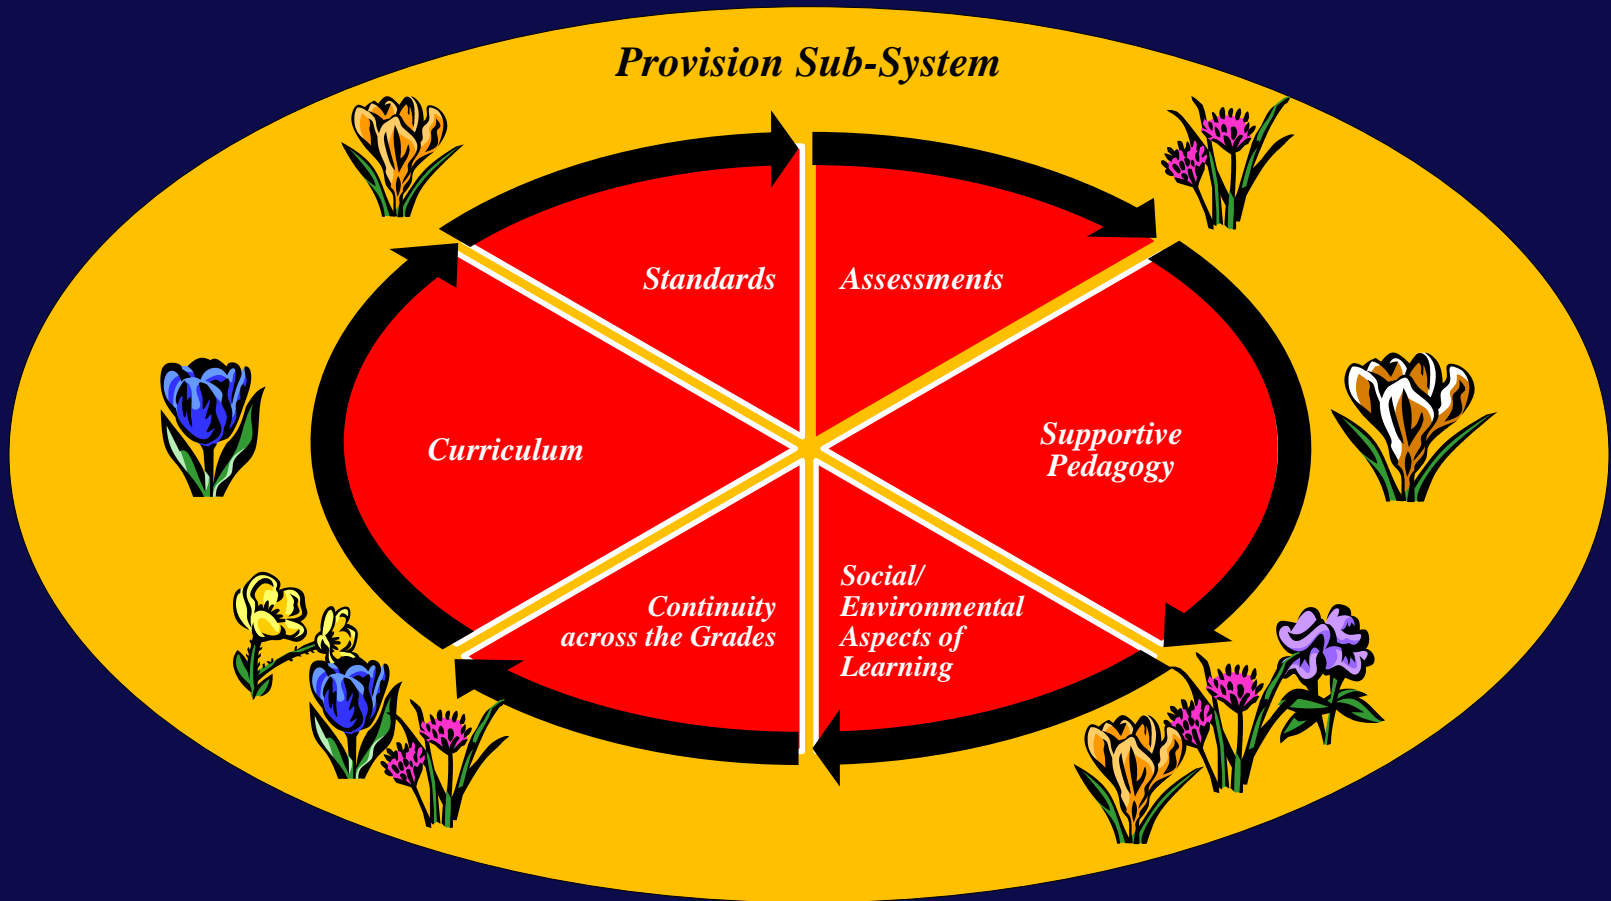 Provision Sub-System
Standards
Assessments
Supportive
Pedagogy
Social/
Environmental
Aspects of
Learning
Continuity
across the Grades
Curriculum